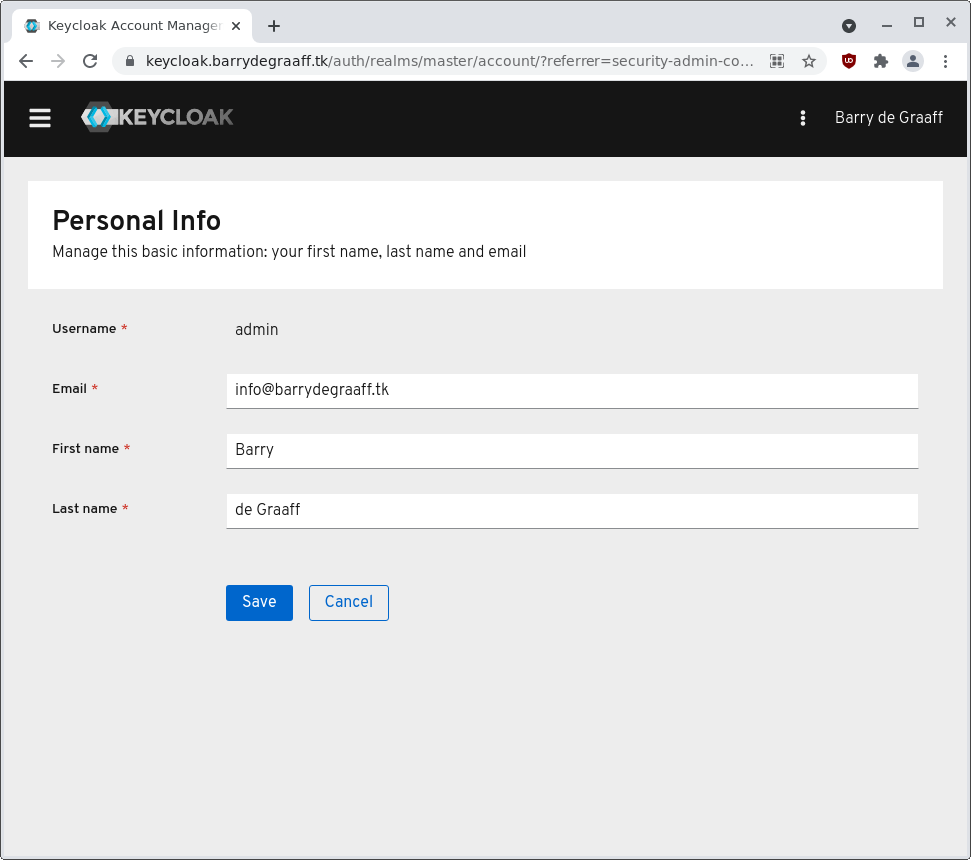 Keycloak Account Manager
keycloak.barrydegraaff.tk/auth/realms/master/account/?referrer=security-admin-co...
KEYCLOAK
Barry de Graaff
Personal Info
Manage this basic information: your first name, last name and email
Username *
admin
Email *
info@barrydegraaff.tk
First name *
Barry
Last name *
de Graaff
Save
Cancel